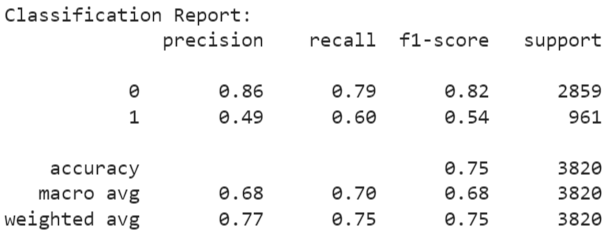 Classification Report:
precision recall f1-score support
0 0.86 0.79 0.82 2859
1 0.49 0.60 0.54 961
accuracy 0.75 3820
macro avg 0.68 0.70 0.68 3820
weighted avg 0.77 0.75 0.75 3820